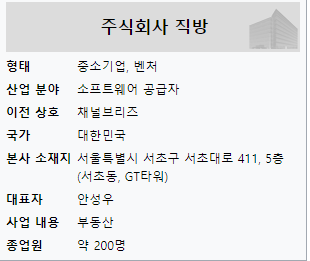 주식회사 직방
형태 중소기업, 벤처
산업 분야 소프트웨어 공급자
이전 상호 채널브리즈
국가 대한민국
본사 소재지 서울특별시 서초구 서초대로 411, 5층
(서초동, GT타워)
대표자 안성우
사업 내용 부동산
종업원 약 200명